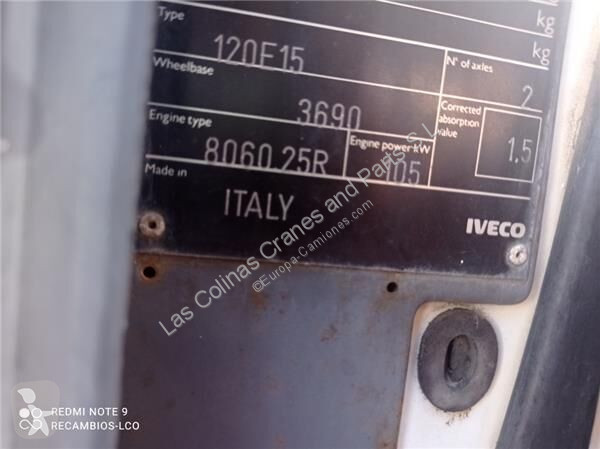 kg
Type
kg
120E15
N° of axles
Wheelbase
2
3690
Corrected absorption value
1.5
Engine type
Engine power kW
8060.25R
105
Made in
ITALY
IVECO
Las Colinas Cranes and Parts S.L.
©Europa-Camiones.com
REDMI NOTE 9
RECAMBIOS-LCO